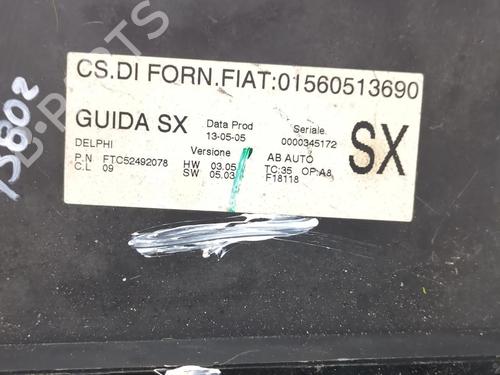 CS.DI FORN.FIAT:01560513690
GUIDA SX
Data Prod
13-05-05
Seriale
0000345172
SX
DELPHI
P.N FTC52492078
C.L 09
Versione
HW 03.05
SW 05.03
AB AUTO
TC:35 OP:A8
F18118
B-PARTS